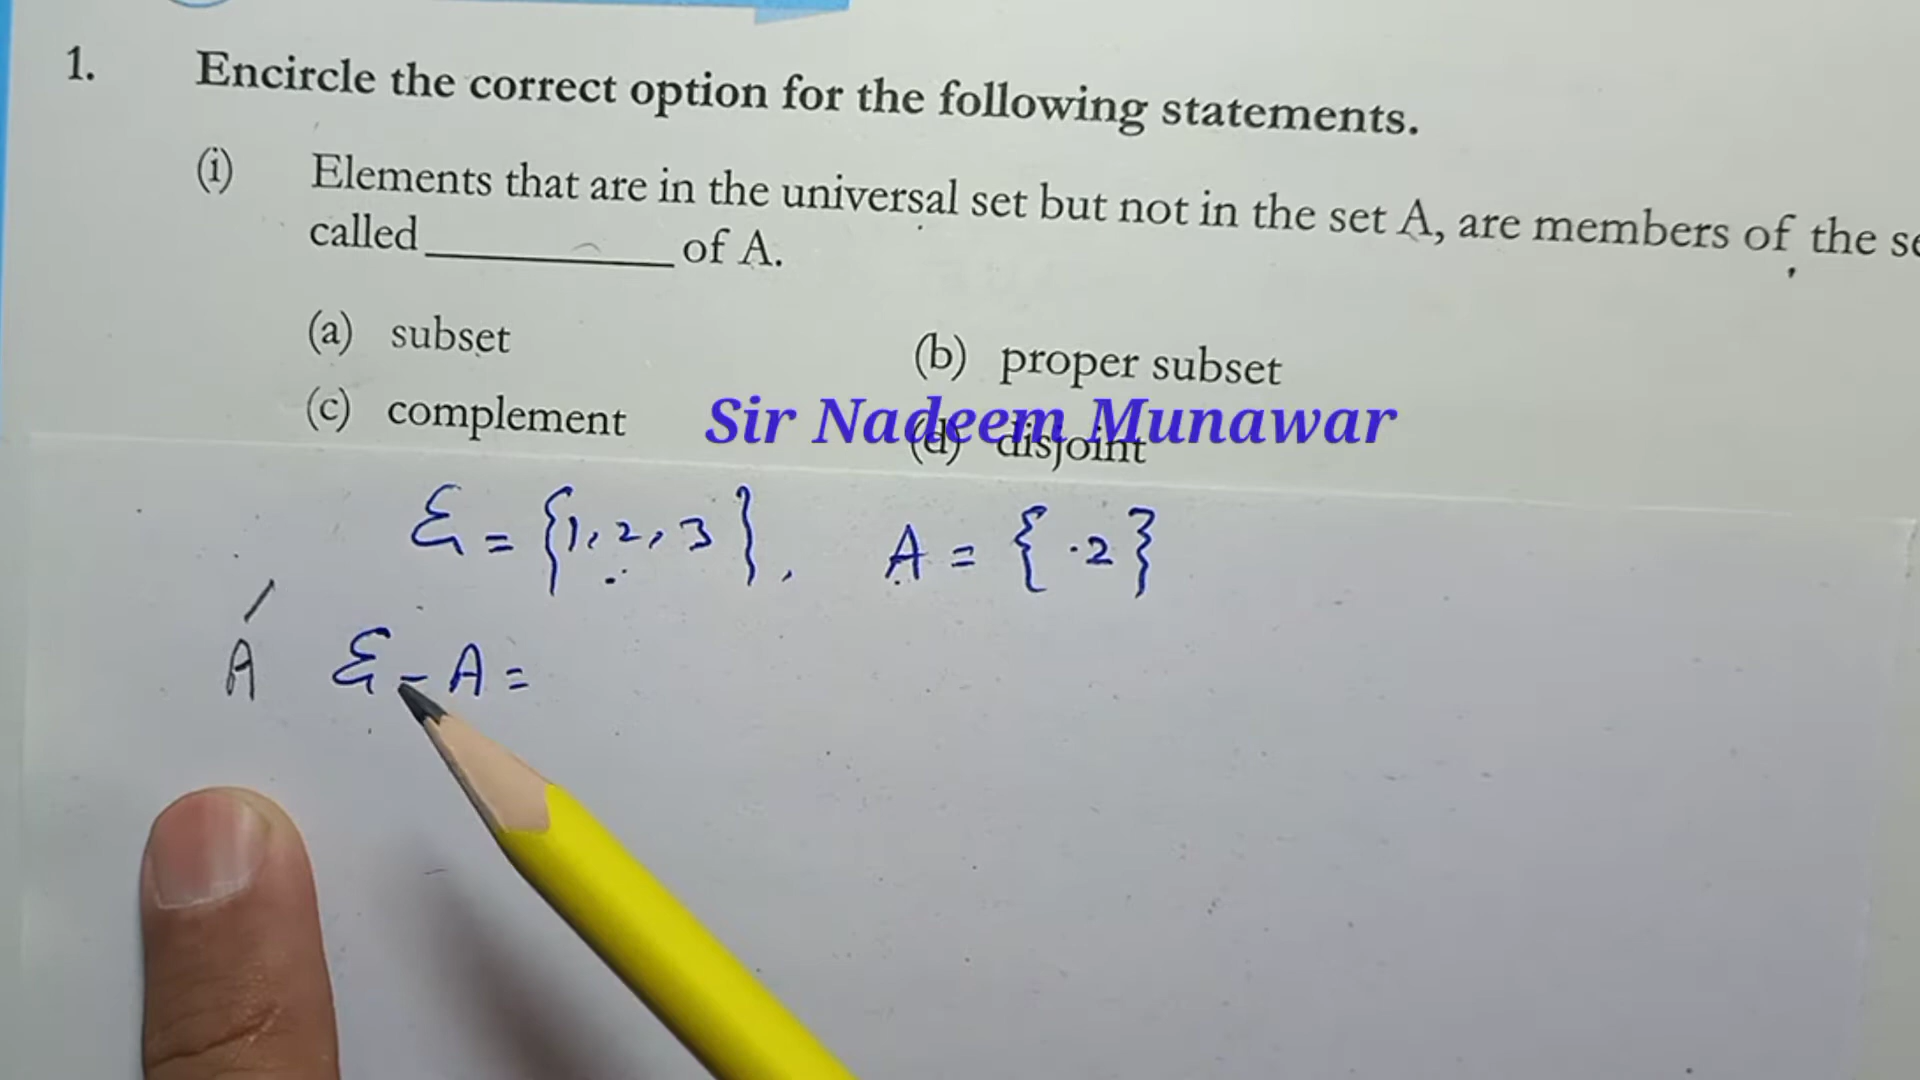 1. Encircle the correct option for the following statements.
(i) Elements that are in the universal set but not in the set A, are members of the
called __________ of A.
(a) subset (b) proper subset
(c) complement (d) disjoint
Sir Nadeem Munawar
ℰ = {1, 2, 3}, A = {·2}
A′ ℰ - A =